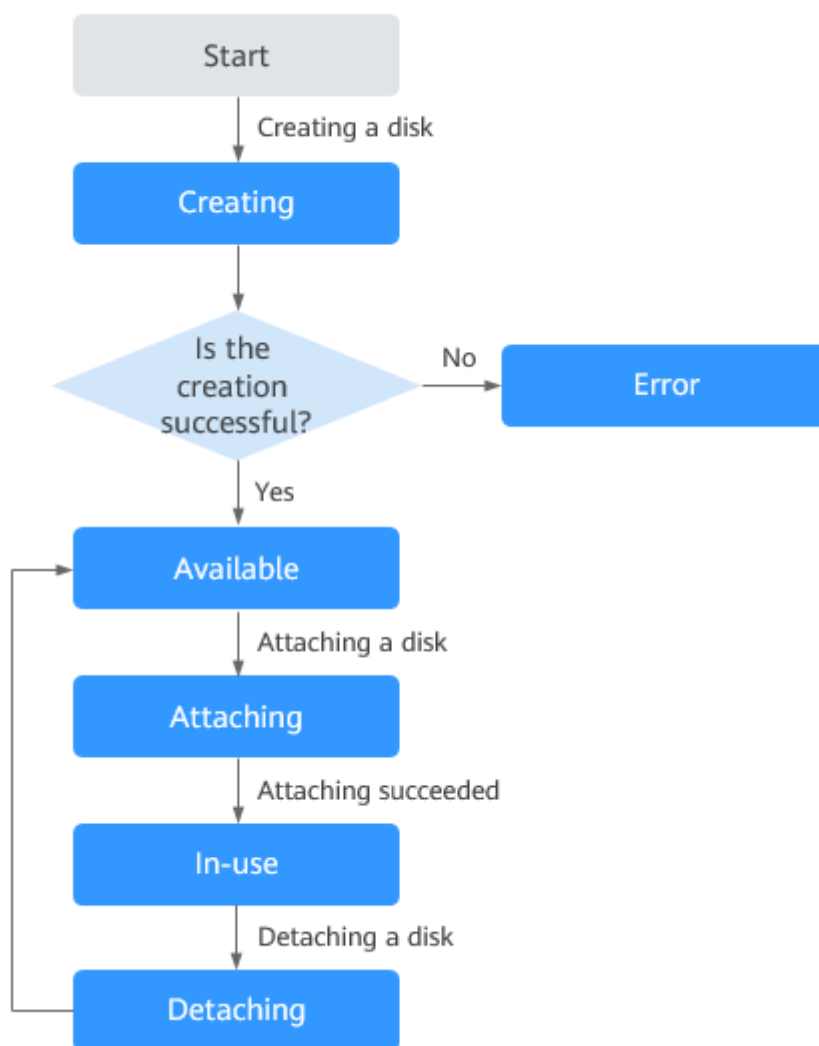 Start
Creating a disk
Creating
Is the
creation
successful?
No
Error
Yes
Available
Attaching a disk
Attaching
Attaching succeeded
In-use
Detaching a disk
Detaching